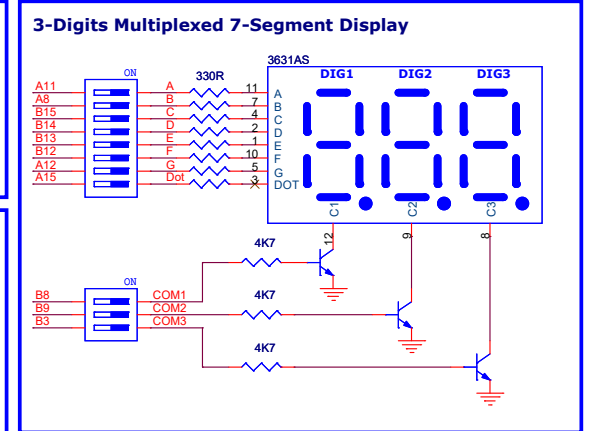 3-Digits Multiplexed 7-Segment Display
3631AS
ON
330R
DIG1 DIG2 DIG3
A11 A 11 A
A8 B 7 B
B15 C 4 C
B14 D 2 D
B13 E 1 E
B12 F 10 F
A12 G 5 G
A15 Dot 3 DOT
C1 C2 C3
12 9 8
4K7
ON
B8 COM1
4K7
B9 COM2
B3 COM3
4K7